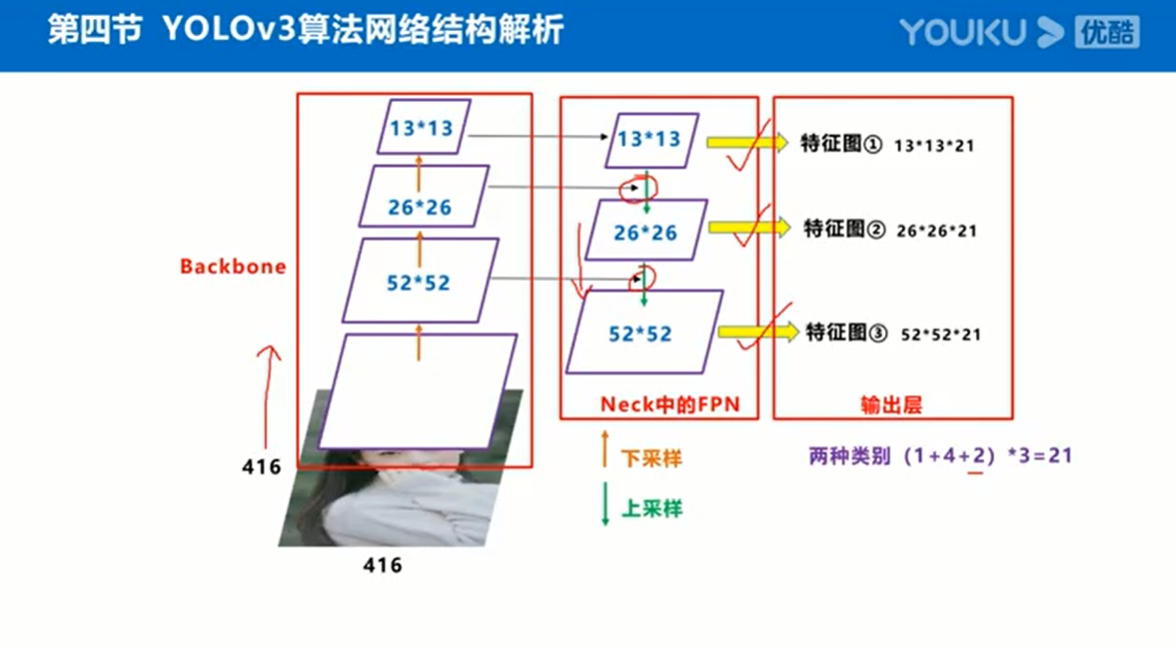 第四节 YOLOv3算法网络结构解析
YOUKU 优酷
13*13
13*13
特征图① 13*13*21
26*26
26*26
特征图② 26*26*21
Backbone
52*52
52*52
特征图③ 52*52*21
Neck中的FPN
输出层
416
下采样
两种类别（1+4+2）*3=21
上采样
416